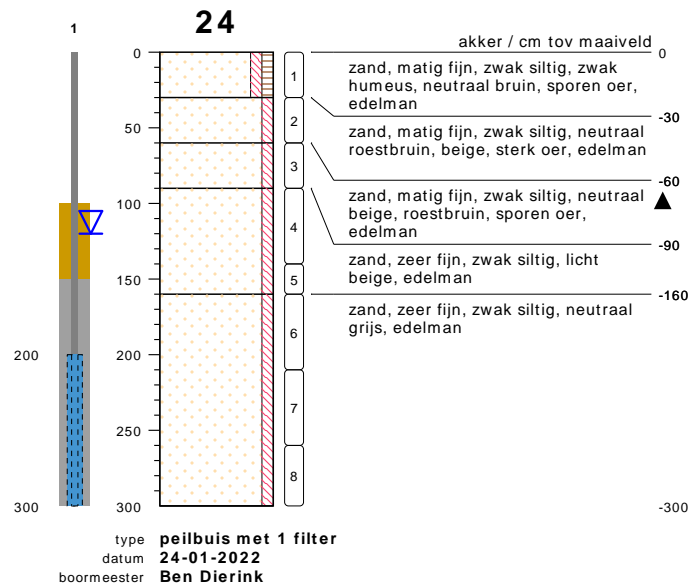 24
1
akker / cm tov maaiveld
0
0
1
zand, matig fijn, zwak siltig, zwak
humeus, neutraal bruin, sporen oer,
edelman
-30
2
50
zand, matig fijn, zwak siltig, neutraal
roestbruin, beige, sterk oer, edelman
3
-60
100
zand, matig fijn, zwak siltig, neutraal
beige, roestbruin, sporen oer,
edelman
4
-90
150
5
zand, zeer fijn, zwak siltig, licht
beige, edelman
-160
6
zand, zeer fijn, zwak siltig, neutraal
grijs, edelman
200
200
7
250
8
300
300
-300
type peilbuis met 1 filter
datum 24-01-2022
boormeester Ben Dierink